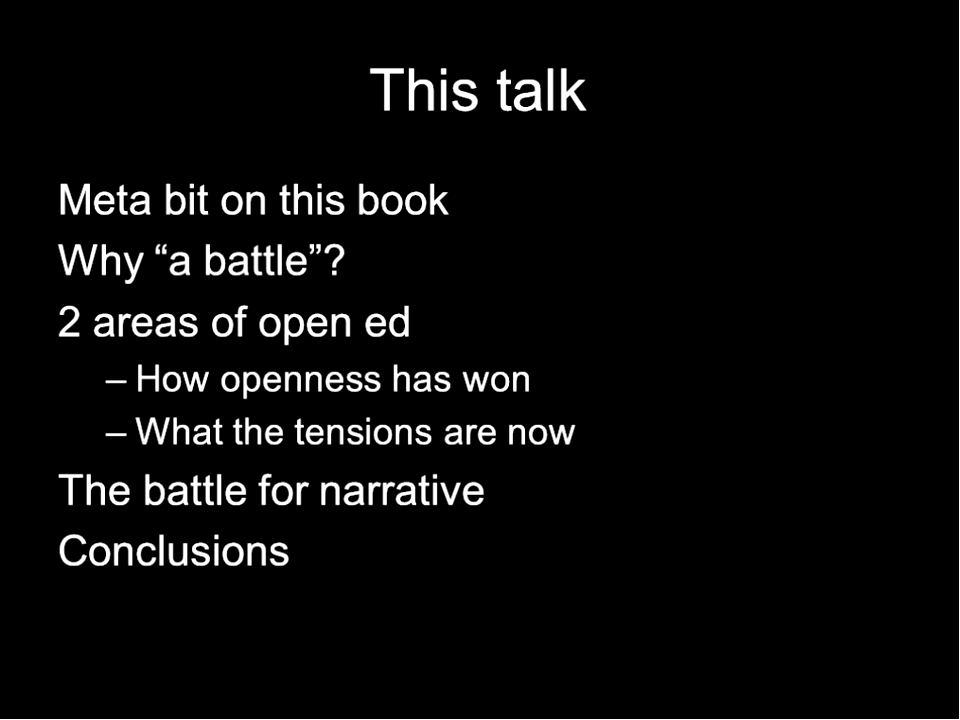 This talk
Meta bit on this book
Why “a battle”?
2 areas of open ed
– How openness has won
– What the tensions are now
The battle for narrative
Conclusions